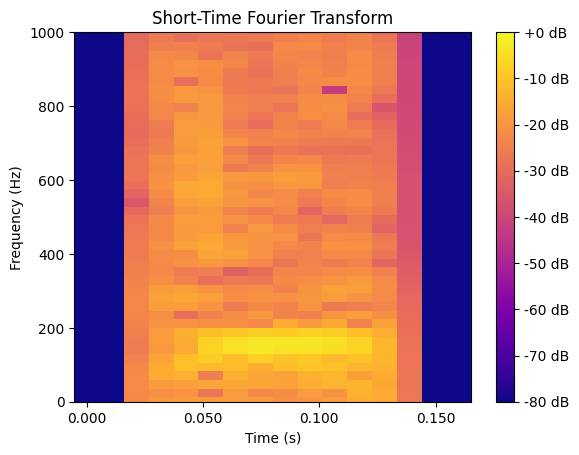 Short-Time Fourier Transform
Frequency (Hz)
1000
800
600
400
200
0
0.000
0.050
0.100
0.150
Time (s)
+0 dB
-10 dB
-20 dB
-30 dB
-40 dB
-50 dB
-60 dB
-70 dB
-80 dB